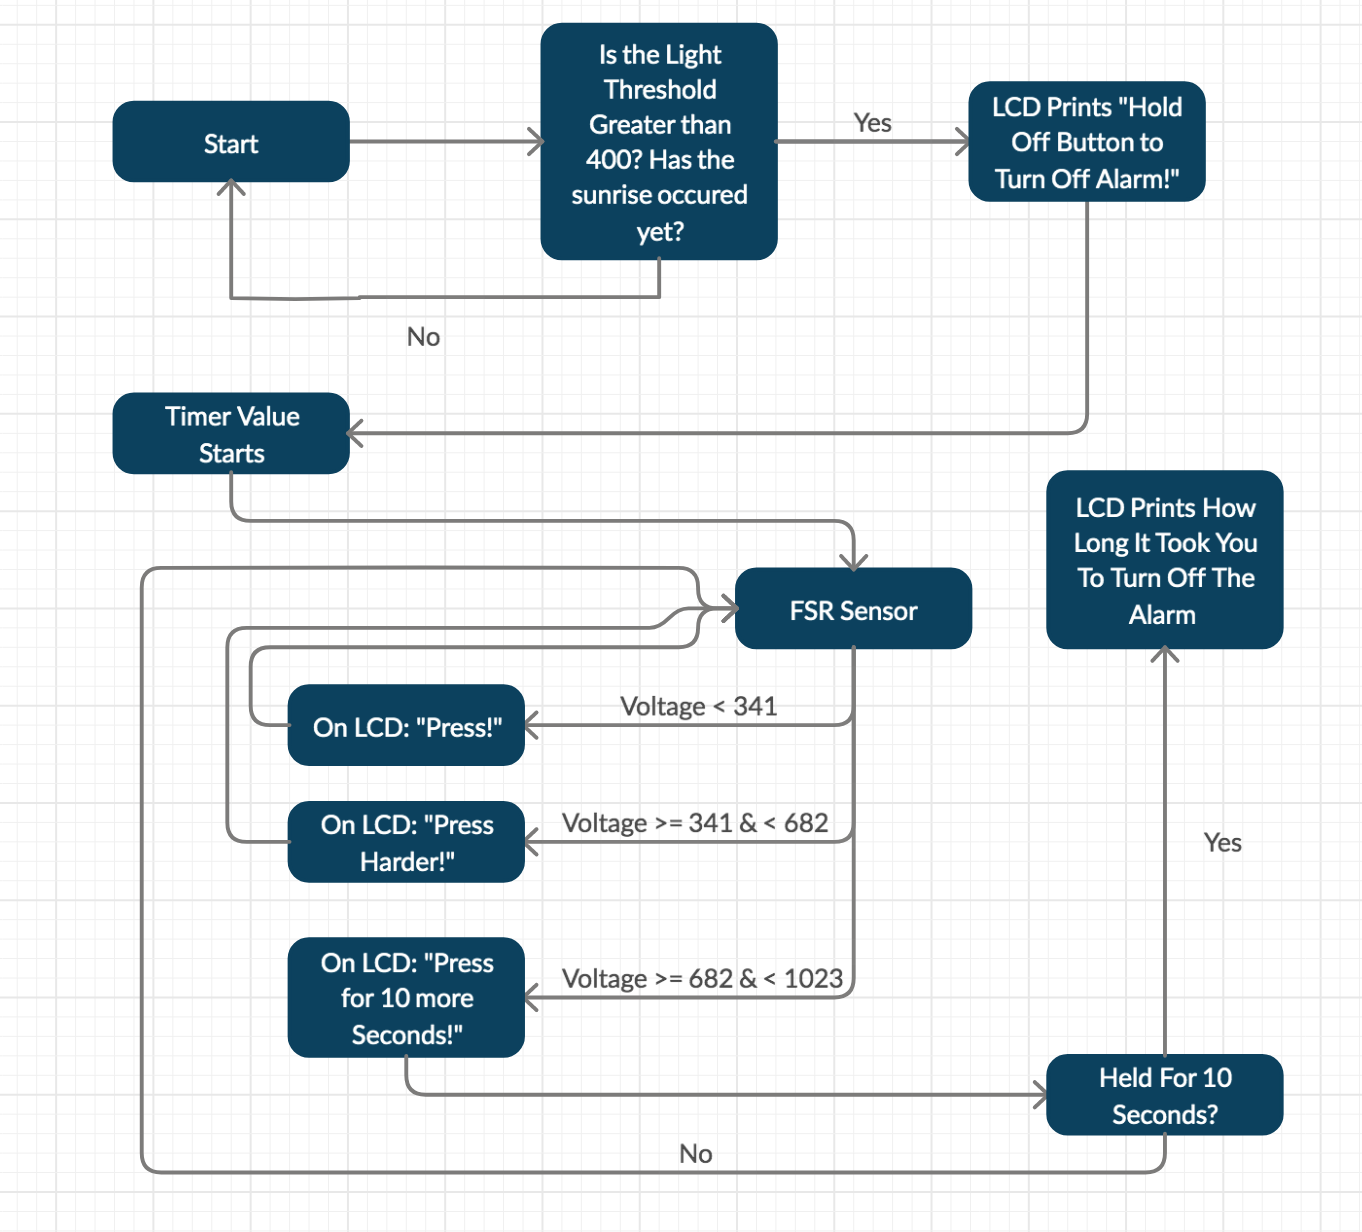 Start
Is the Light
Threshold
Greater than
400? Has the
sunrise occured
yet?
Yes
LCD Prints "Hold
Off Button to
Turn Off Alarm!"
No
Timer Value
Starts
LCD Prints How
Long It Took You
To Turn Off The
Alarm
FSR Sensor
Voltage < 341
On LCD: "Press!"
Voltage >= 341 & < 682
On LCD: "Press
Harder!"
Yes
Voltage >= 682 & < 1023
On LCD: "Press
for 10 more
Seconds!"
Held For 10
Seconds?
No